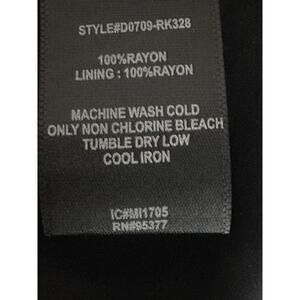 STYLE#D0709-RK328
100%RAYON
LINING : 100%RAYON
MACHINE WASH COLD
ONLY NON CHLORINE BLEACH
TUMBLE DRY LOW
COOL IRON
IC#MI1705
RN#95377